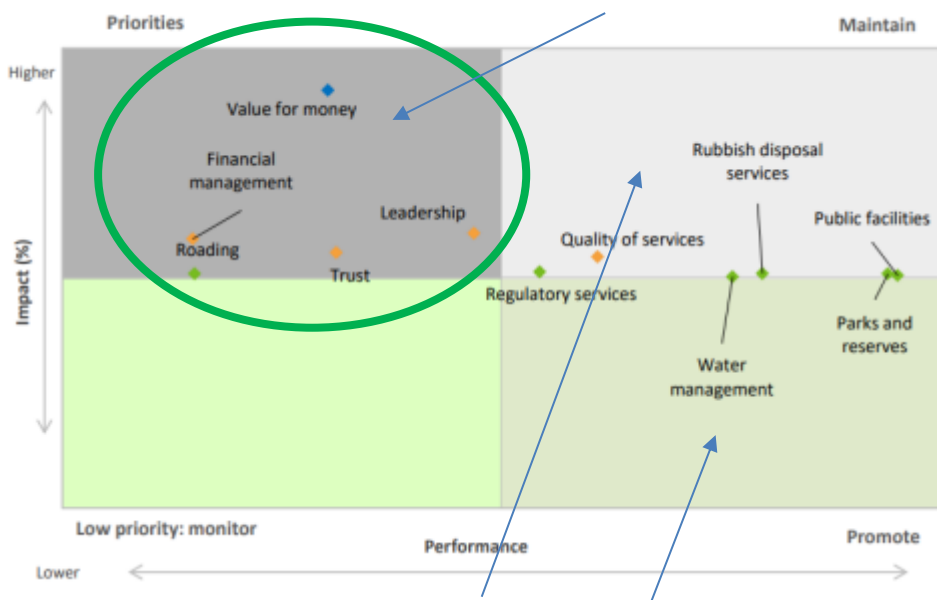 Priorities
Maintain
Higher
Value for money
Rubbish disposal
services
Financial
management
Leadership
Public facilities
Quality of services
Roading
Trust
Regulatory services
Impact (%)
Parks and
reserves
Water
management
Low priority: monitor
Promote
Performance
Lower